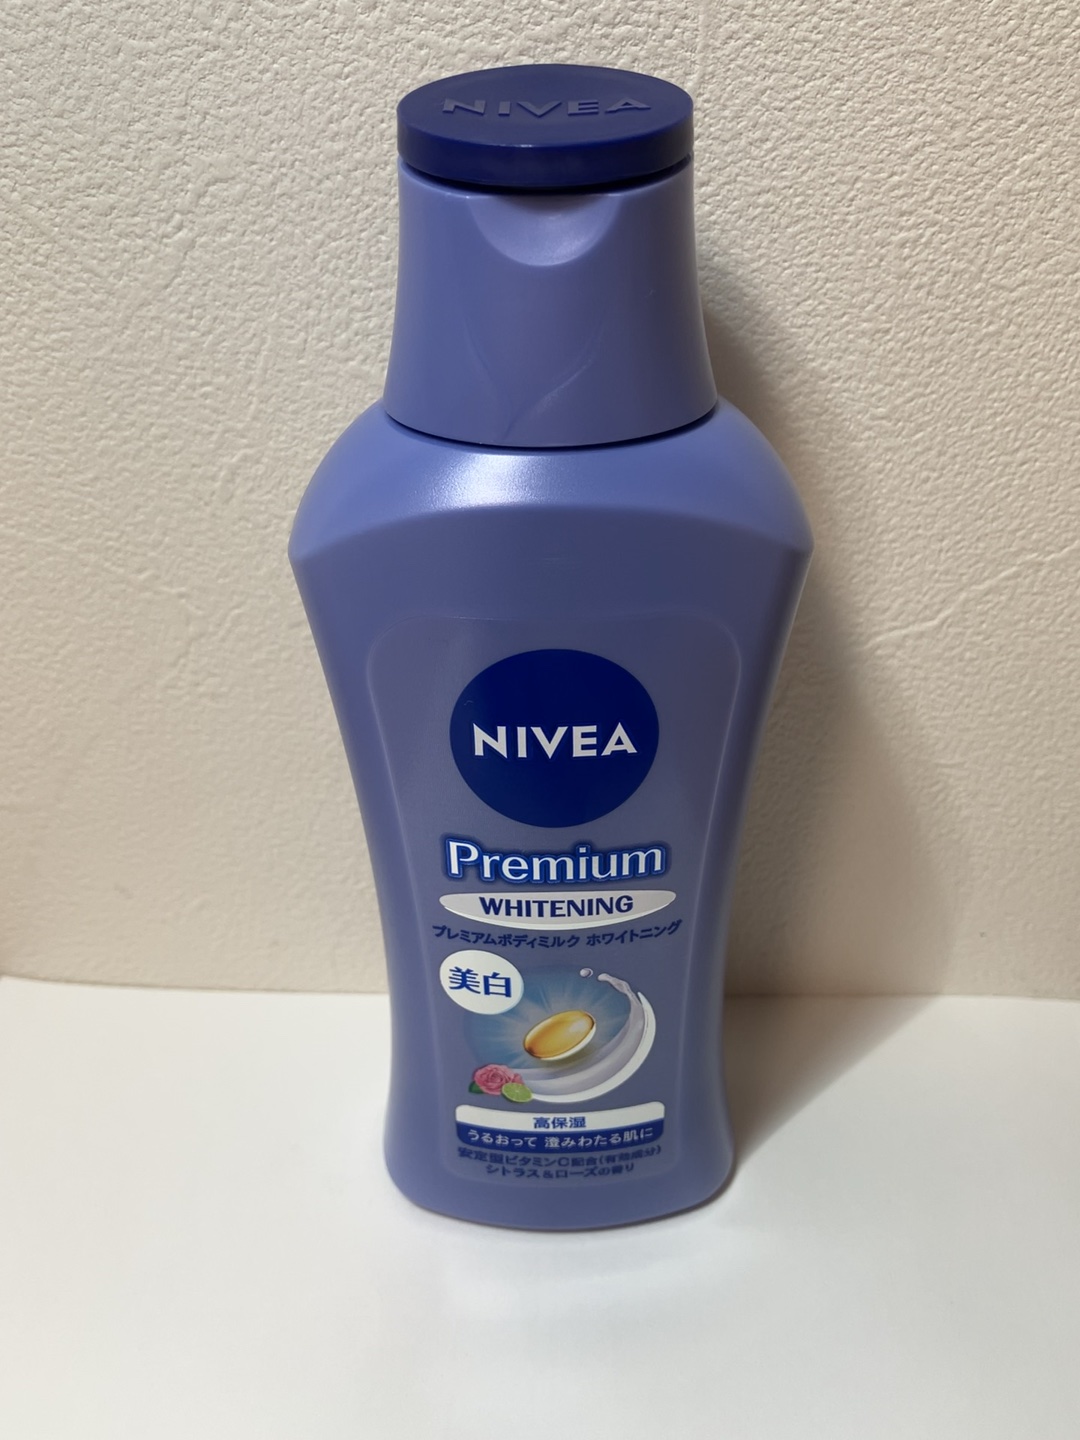 NIVEA
NIVEA
Premium
WHITENING
プレミアムボディミルク ホワイトニング
美白
高保湿
うるおって 澄みわたる肌に
安定型ビタミンC配合(有効成分)
シトラス&ローズの香り